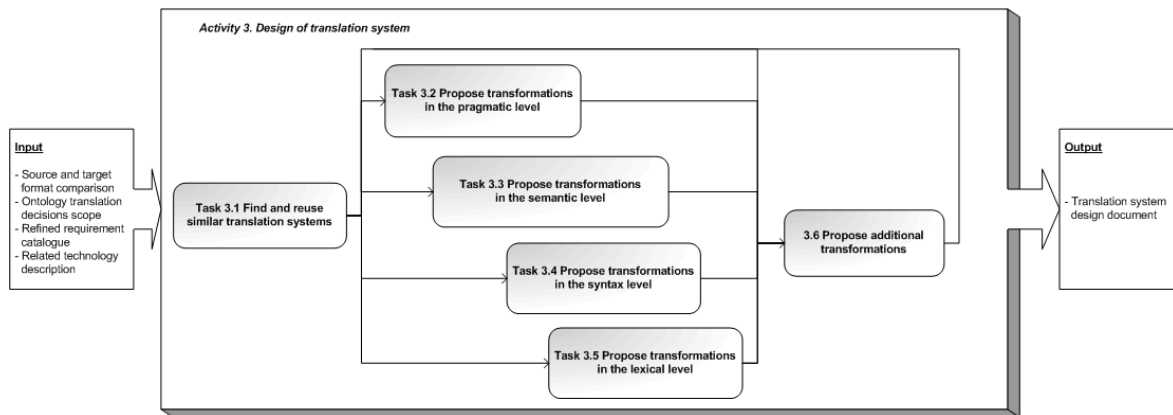 Activity 3. Design of translation system
Task 3.2 Propose transformations
in the pragmatic level
Input
- Source and target
format comparison
- Ontology translation
decisions scope
- Refined requirement
catalogue
- Related technology
description
Task 3.1 Find and reuse
similar translation systems
Task 3.3 Propose transformations
in the semantic level
Task 3.4 Propose transformations
in the syntax level
Task 3.5 Propose transformations
in the lexical level
3.6 Propose additional
transformations
Output
- Translation system
design document